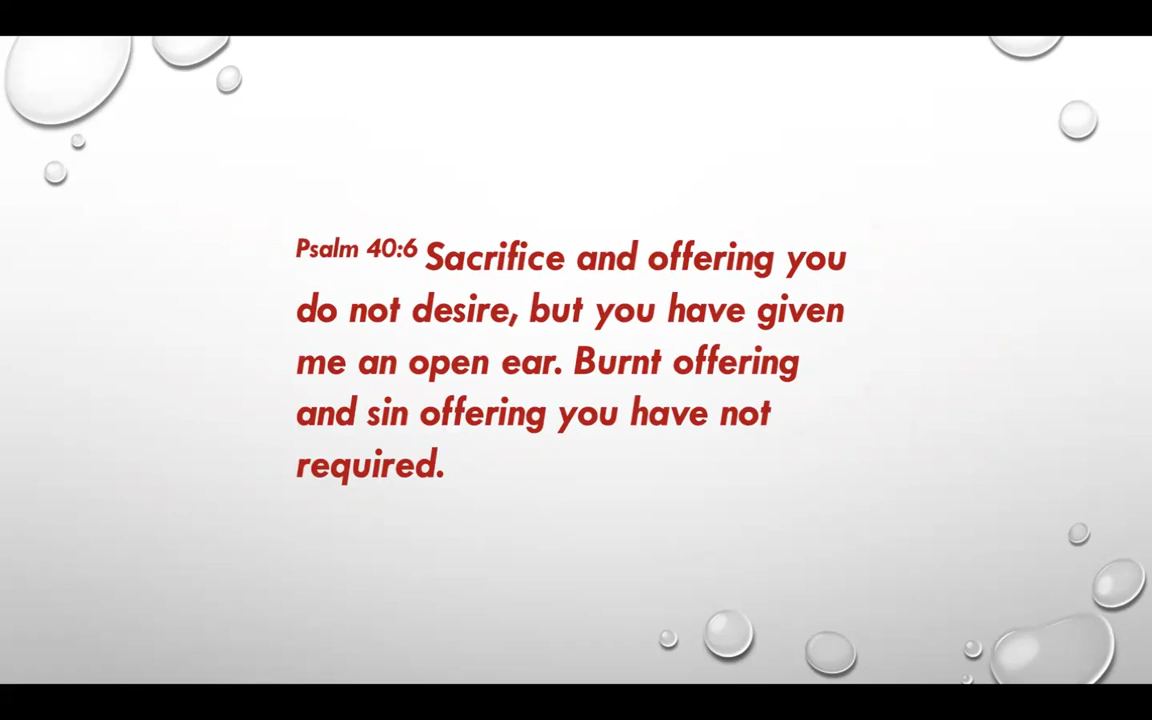 Psalm 40:6 Sacrifice and offering you
do not desire, but you have given
me an open ear. Burnt offering
and sin offering you have not
required.